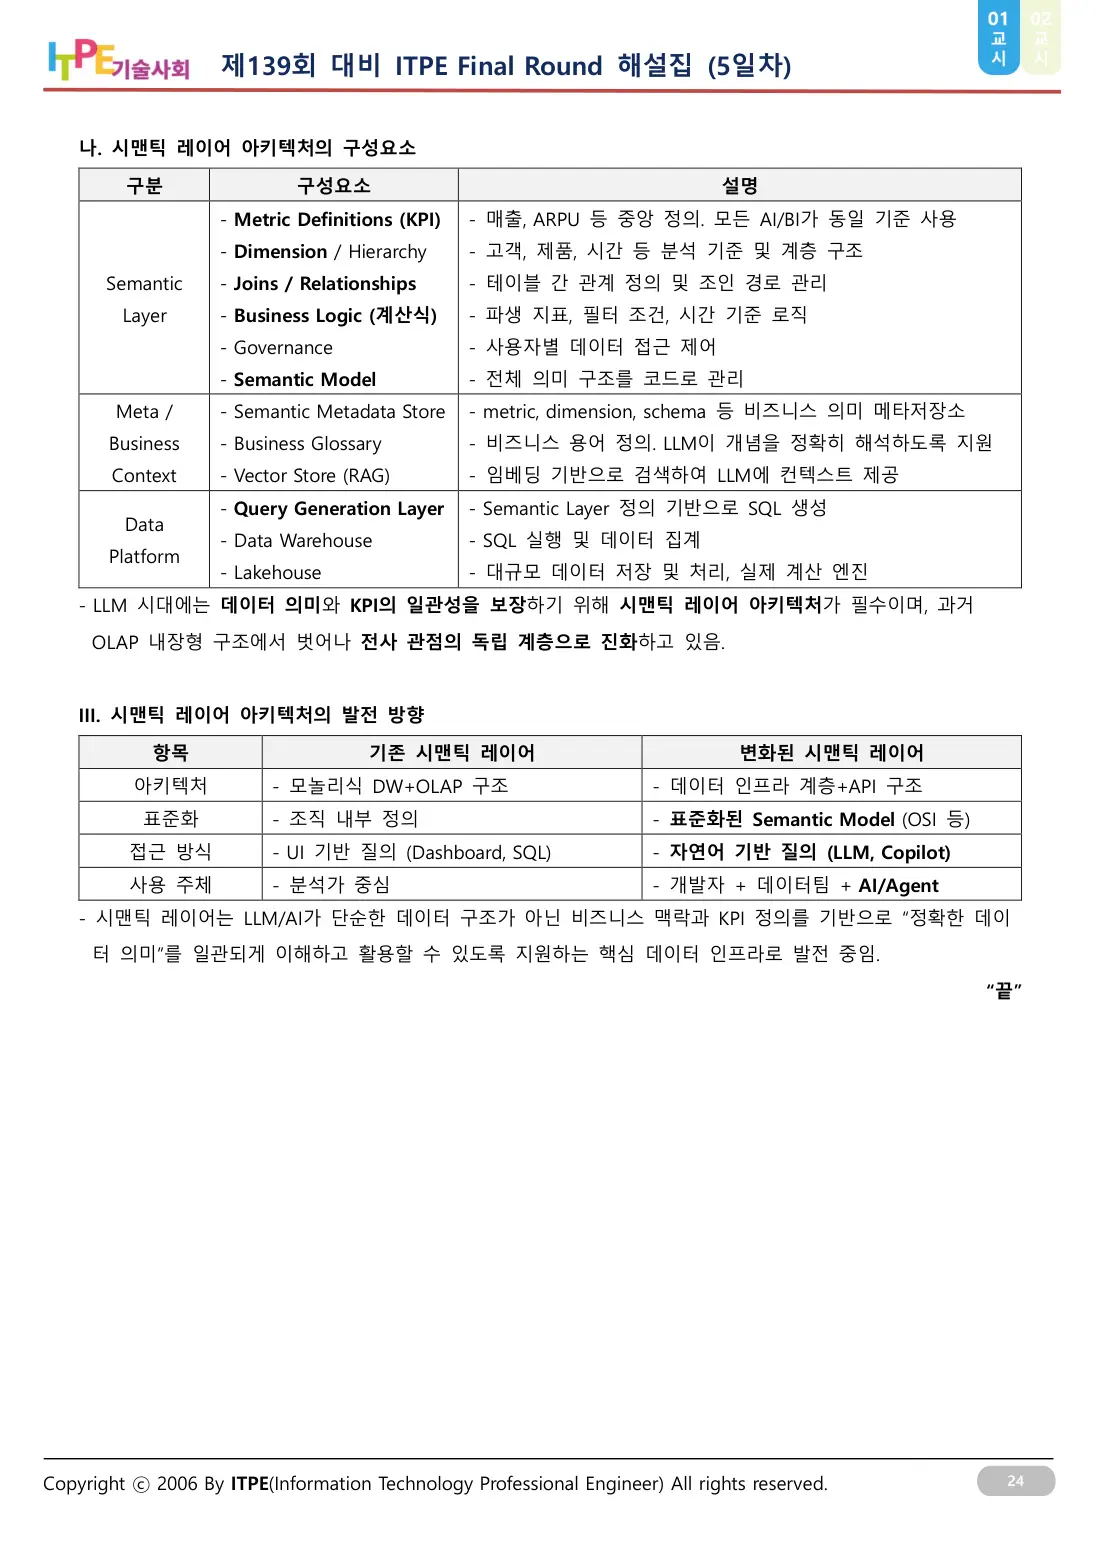 ITPE기술사회 제139회 대비 ITPE Final Round 해설집 (5일차)
01 교시
02 교시
나. 시맨틱 레이어 아키텍처의 구성요소
구분 구성요소 설명
Semantic Layer
- Metric Definitions (KPI) - 매출, ARPU 등 중앙 정의. 모든 AI/BI가 동일 기준 사용
- Dimension / Hierarchy - 고객, 제품, 시간 등 분석 기준 및 계층 구조
- Joins / Relationships - 테이블 간 관계 정의 및 조인 경로 관리
- Business Logic (계산식) - 파생 지표, 필터 조건, 시간 기준 로직
- Governance - 사용자별 데이터 접근 제어
- Semantic Model - 전체 의미 구조를 코드로 관리
Meta / Business Context
- Semantic Metadata Store - metric, dimension, schema 등 비즈니스 의미 메타저장소
- Business Glossary - 비즈니스 용어 정의. LLM이 개념을 정확히 해석하도록 지원
- Vector Store (RAG) - 임베딩 기반으로 검색하여 LLM에 컨텍스트 제공
Data Platform
- Query Generation Layer - Semantic Layer 정의 기반으로 SQL 생성
- Data Warehouse - SQL 실행 및 데이터 집계
- Lakehouse - 대규모 데이터 저장 및 처리, 실제 계산 엔진
- LLM 시대에는 데이터 의미와 KPI의 일관성을 보장하기 위해 시맨틱 레이어 아키텍처가 필수이며, 과거
OLAP 내장형 구조에서 벗어나 전사 관점의 독립 계층으로 진화하고 있음.
III. 시맨틱 레이어 아키텍처의 발전 방향
항목 기존 시맨틱 레이어 변화된 시맨틱 레이어
아키텍처 - 모놀리식 DW+OLAP 구조 - 데이터 인프라 계층+API 구조
표준화 - 조직 내부 정의 - 표준화된 Semantic Model (OSI 등)
접근 방식 - UI 기반 질의 (Dashboard, SQL) - 자연어 기반 질의 (LLM, Copilot)
사용 주체 - 분석가 중심 - 개발자 + 데이터팀 + AI/Agent
- 시맨틱 레이어는 LLM/AI가 단순한 데이터 구조가 아닌 비즈니스 맥락과 KPI 정의를 기반으로 “정확한 데이
터 의미”를 일관되게 이해하고 활용할 수 있도록 지원하는 핵심 데이터 인프라로 발전 중임.
“끝”
Copyright ⓒ 2006 By ITPE(Information Technology Professional Engineer) All rights reserved.
24